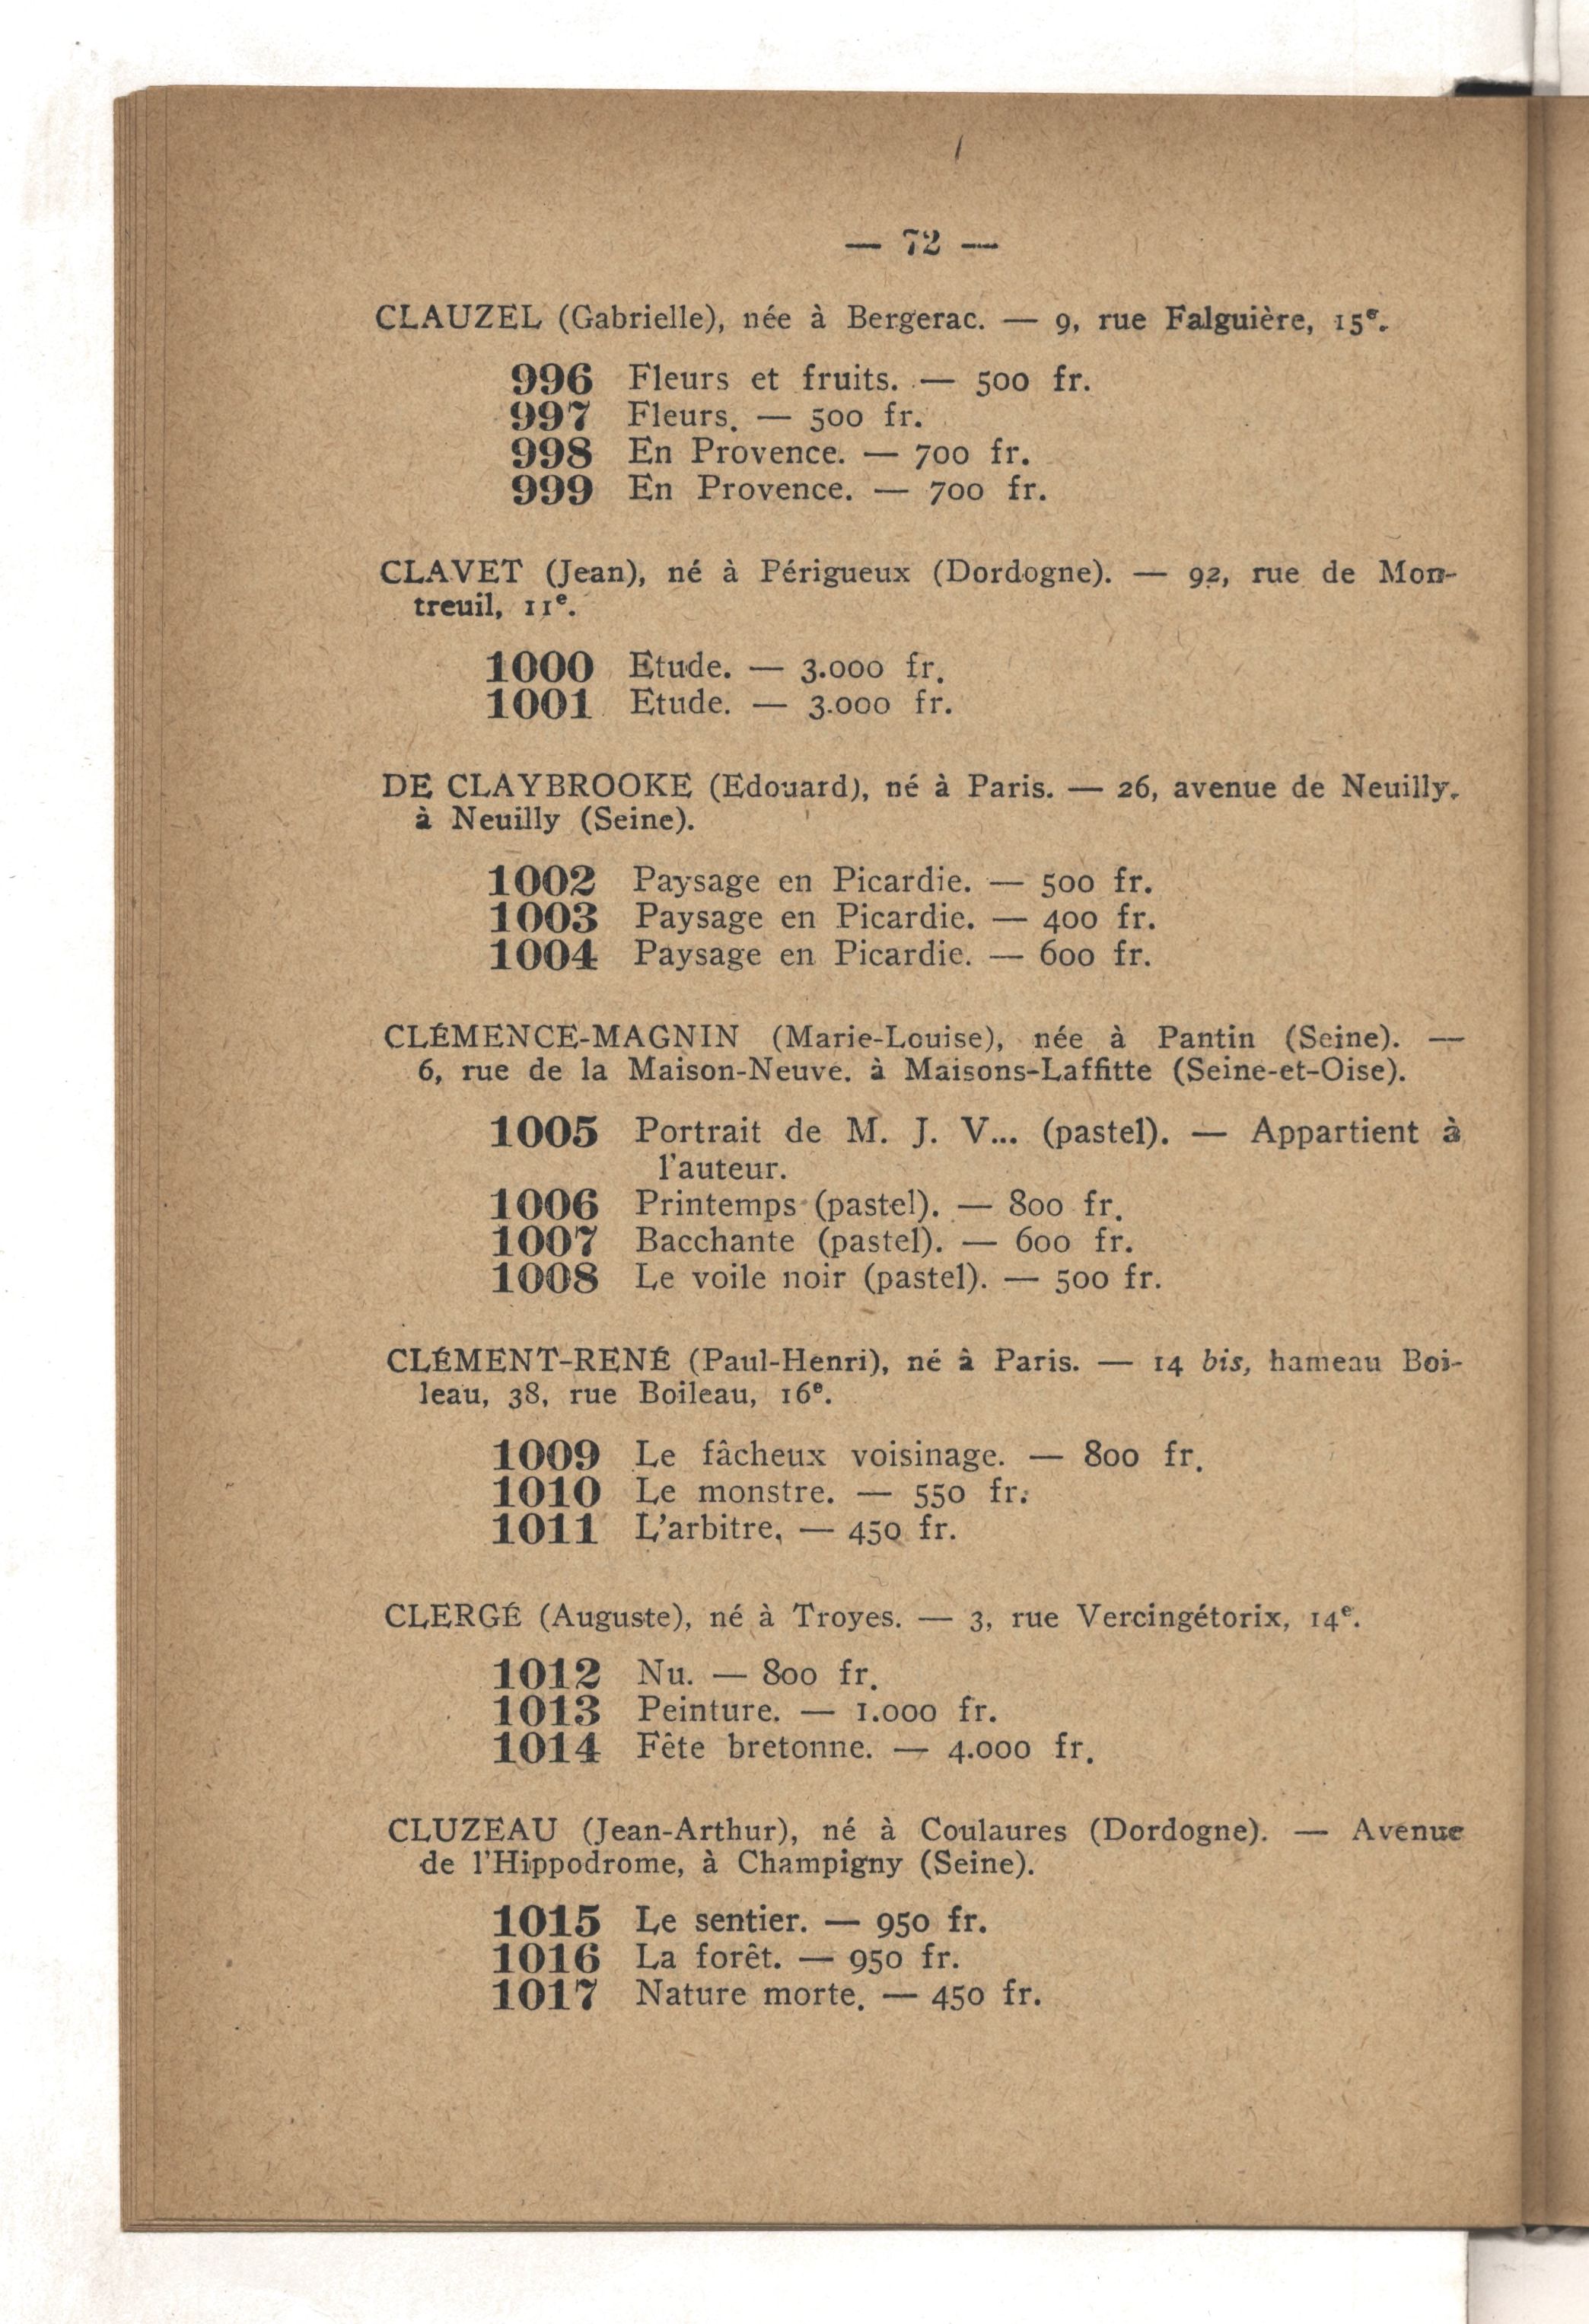 — 72 —
CLAUZEL (Gabrielle), née à Bergerac. — 9, rue Falguière, 15e.
996 Fleurs et fruits. — 500 fr.
997 Fleurs. — 500 fr.
998 En Provence. — 700 fr.
999 En Provence. — 700 fr.
CLAVET (Jean), né à Périgueux (Dordogne). — 92, rue de Mon-
treuil, 11e.
1000 Etude. — 3.000 fr.
1001 Etude. — 3.000 fr.
DE CLAYBROOKE (Edouard), né à Paris. — 26, avenue de Neuilly,
à Neuilly (Seine).
1002 Paysage en Picardie. — 500 fr.
1003 Paysage en Picardie. — 400 fr.
1004 Paysage en Picardie. — 600 fr.
CLÉMENCE-MAGNIN (Marie-Louise), née à Pantin (Seine). —
6, rue de la Maison-Neuve. à Maisons-Laffitte (Seine-et-Oise).
1005 Portrait de M. J. V... (pastel). — Appartient à
l'auteur.
1006 Printemps (pastel). — 800 fr.
1007 Bacchante (pastel). — 600 fr.
1008 Le voile noir (pastel). — 500 fr.
CLÉMENT-RENÉ (Paul-Henri), né à Paris. — 14 bis, hameau Boi-
leau, 38, rue Boileau, 16e.
1009 Le fâcheux voisinage. — 800 fr.
1010 Le monstre. — 550 fr.
1011 L'arbitre. — 450 fr.
CLERGÉ (Auguste), né à Troyes. — 3, rue Vercingétorix, 14e.
1012 Nu. — 800 fr.
1013 Peinture. — 1.000 fr.
1014 Fête bretonne. — 4.000 fr.
CLUZEAU (Jean-Arthur), né à Coulaures (Dordogne). — Avenue
de l'Hippodrome, à Champigny (Seine).
1015 Le sentier. — 950 fr.
1016 La forêt. — 950 fr.
1017 Nature morte. — 450 fr.